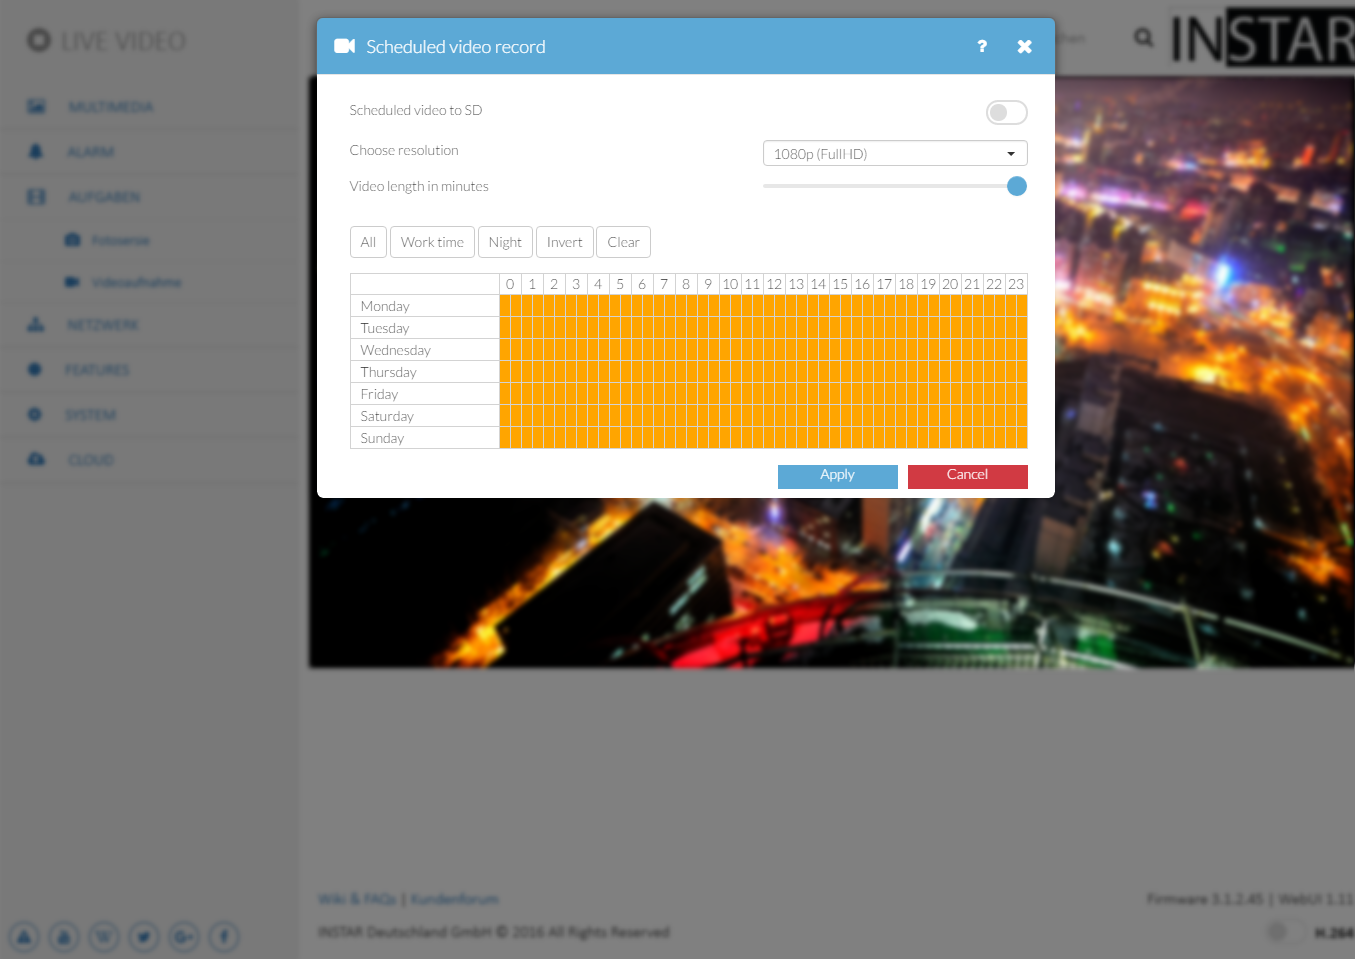 LIVE VIDEO
MULTIMEDIA
ALARM
AUFGABEN
Fotoserie
Videoaufnahme
NETZWERK
FEATURES
SYSTEM
CLOUD
INSTAR
Scheduled video record ?
Scheduled video to SD
Choose resolution 1080p (FullHD)
Video length in minutes
All Work time Night Invert Clear
0 1 2 3 4 5 6 7 8 9 10 11 12 13 14 15 16 17 18 19 20 21 22 23
Monday
Tuesday
Wednesday
Thursday
Friday
Saturday
Sunday
Apply Cancel
Wiki & FAQs | Kundenforum
Firmware 3.1.2.45 | WebUI 1.11
INSTAR Deutschland GmbH © 2016 All Rights Reserved
H.264